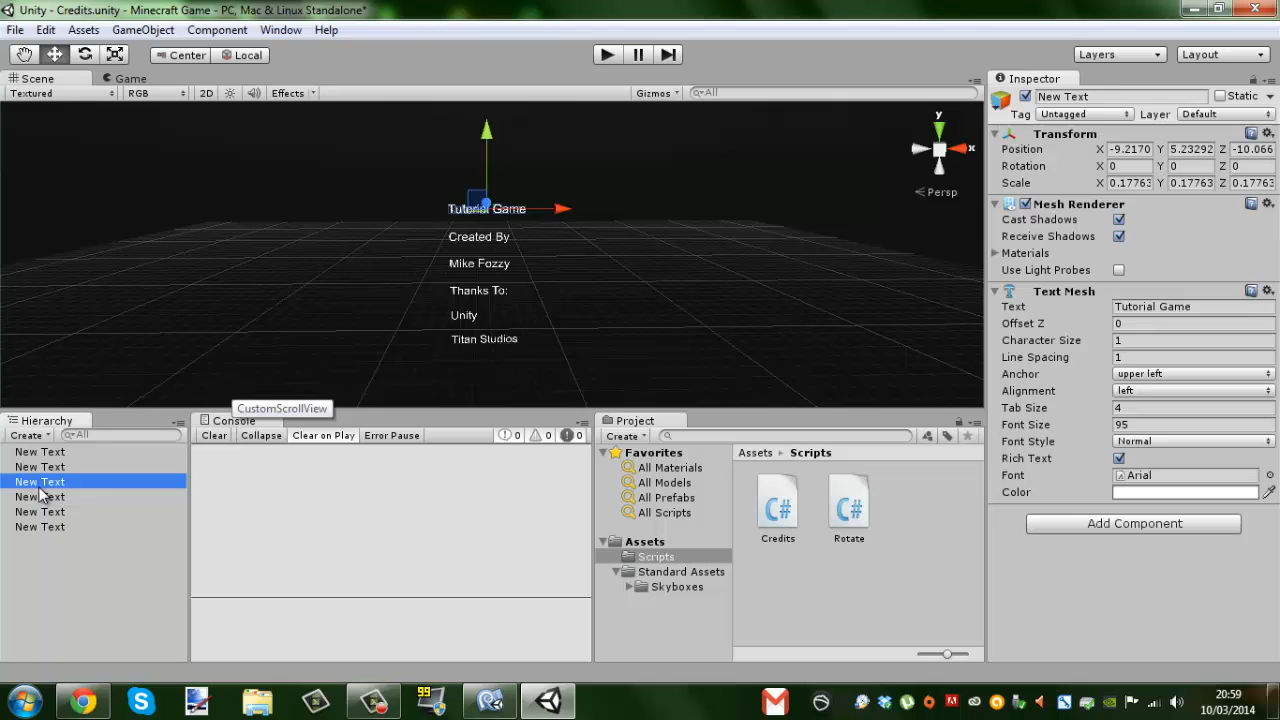 Unity - Credits.unity - Minecraft Game - PC, Mac & Linux Standalone*
File Edit Assets GameObject Component Window Help
Center Local
Layers Layout
Scene Game
Textured RGB 2D Effects Gizmos All
y
x
Persp
Tutorial Game
Created By
Mike Fozzy
Thanks To:
Unity
Titan Studios
Inspector
New Text Static
Tag Untagged Layer Default
Transform
Position X -9.2170 Y 5.23292 Z -10.066
Rotation X 0 Y 0 Z 0
Scale X 0.17763 Y 0.17763 Z 0.17763
Mesh Renderer
Cast Shadows
Receive Shadows
Materials
Use Light Probes
Text Mesh
Text Tutorial Game
Offset Z 0
Character Size 1
Line Spacing 1
Anchor upper left
Alignment left
Tab Size 4
Font Size 95
Font Style Normal
Rich Text
Font Arial
Color
Add Component
CustomScrollView
Hierarchy
Create All
New Text
New Text
New Text
New Text
New Text
New Text
Console
Clear Collapse Clear on Play Error Pause 0 0 0
Project
Create
Favorites
All Materials
All Models
All Prefabs
All Scripts
Assets
Scripts
Standard Assets
Skyboxes
Assets Scripts
C# C#
Credits Rotate
99
20:59
10/03/2014